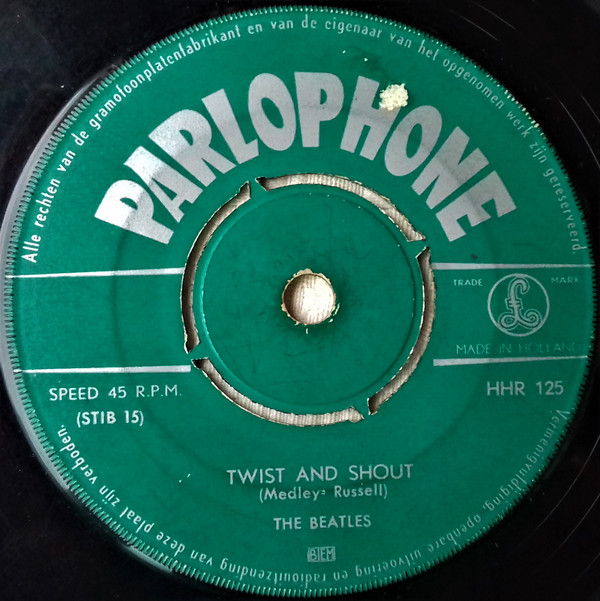 Alle rechten van de gramofoonplatenfabrikant en van de eigenaar van het opgenomen werk zijn gereserveerd.
PARLOPHONE
TRADE MARK
£
MADE IN HOLLAND
SPEED 45 R.P.M.
HHR 125
(STIB 15)
TWIST AND SHOUT
(Medley- Russell)
THE BEATLES
BIEM
Vermenigvuldiging, openbare uitvoering en radiouitzending van deze plaat zijn verboden.